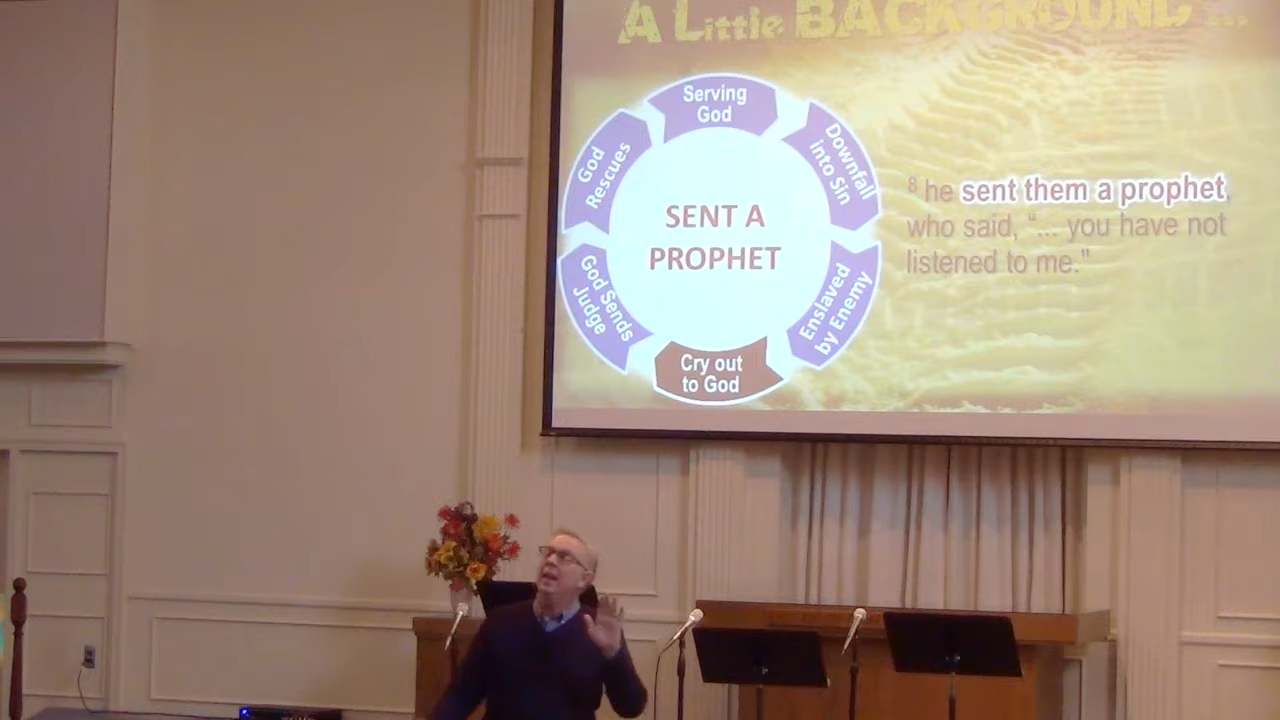 A Little BACKGROUND ...
Serving
God
Downfall
into Sin
Enslaved
by Enemy
Cry out
to God
God Sends
Judge
God
Rescues
SENT A
PROPHET
8 he sent them a prophet,
who said, “... you have not
listened to me.”